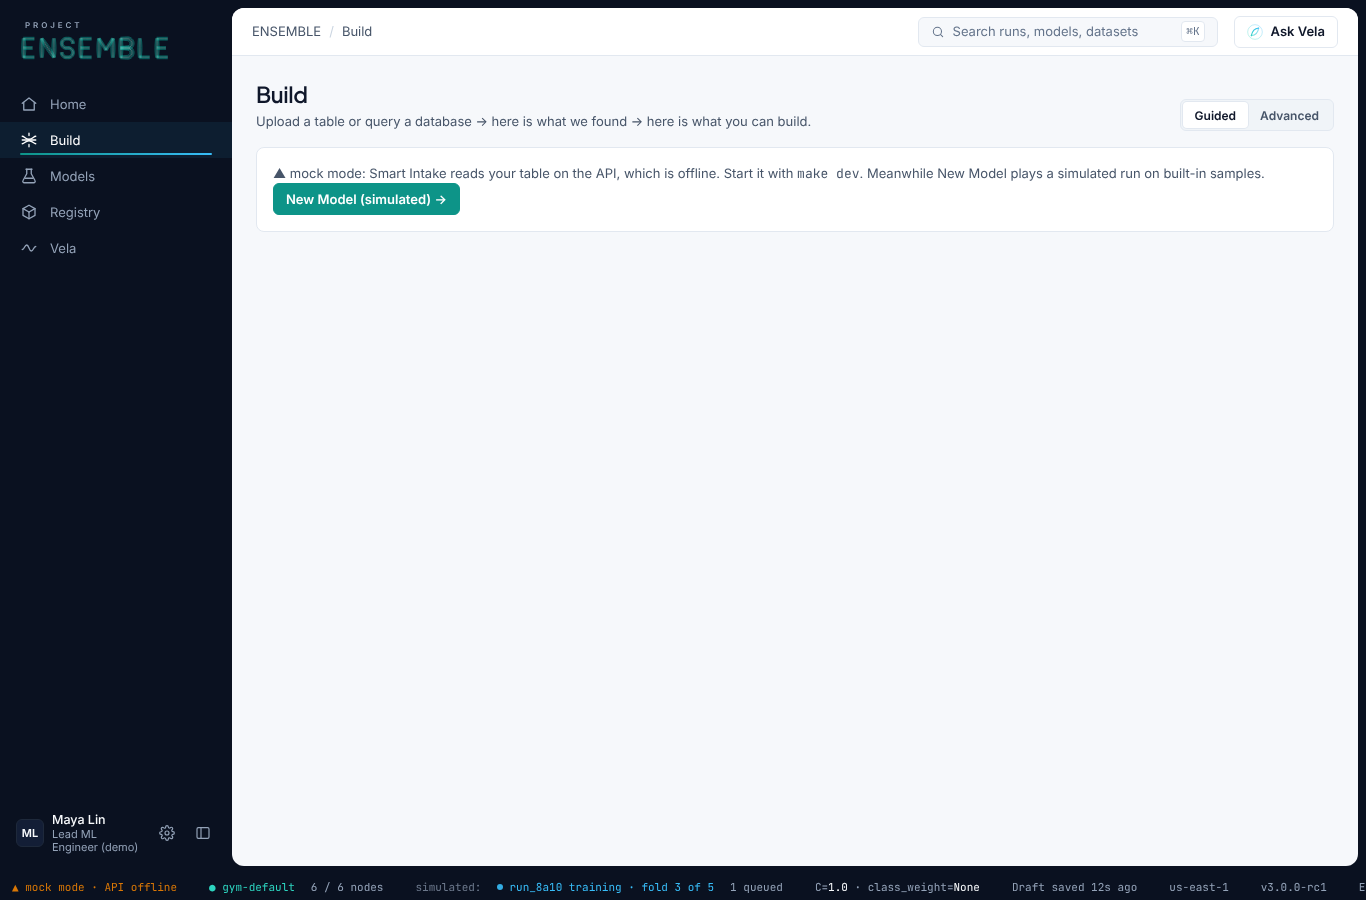 PROJECT
ENSEMBLE
Home
Build
Models
Registry
Vela
ML
Maya Lin
Lead ML
Engineer (demo)
ENSEMBLE / Build
Search runs, models, datasets ⌘K
Ask Vela
Build
Upload a table or query a database → here is what we found → here is what you can build.
Guided Advanced
▲ mock mode: Smart Intake reads your table on the API, which is offline. Start it with make dev. Meanwhile New Model plays a simulated run on built-in samples.
New Model (simulated) →
▲ mock mode · API offline ● gym-default 6 / 6 nodes simulated: ● run_8a10 training · fold 3 of 5 1 queued C=1.0 · class_weight=None Draft saved 12s ago us-east-1 v3.0.0-rc1